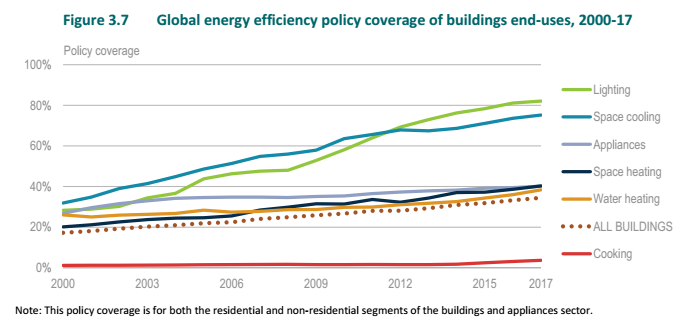 Figure 3.7 Global energy efficiency policy coverage of buildings end-uses, 2000-17
Policy coverage
100%
80%
60%
40%
20%
0%
2000 2003 2006 2009 2012 2015 2017
Lighting
Space cooling
Appliances
Space heating
Water heating
ALL BUILDINGS
Cooking
Note: This policy coverage is for both the residential and non-residential segments of the buildings and appliances sector.